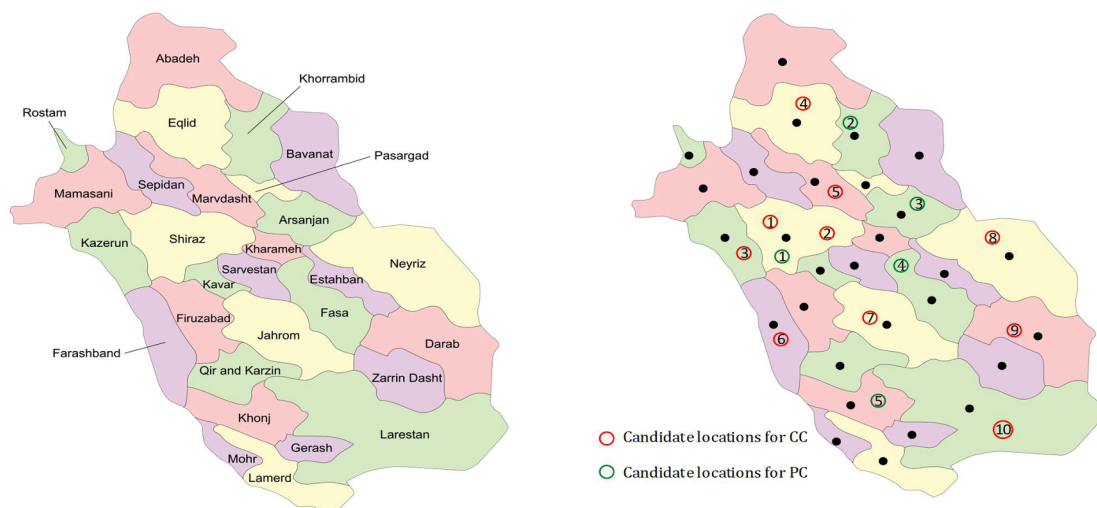 Abadeh
Khorrambid
Rostam
Eqlid
Bavanat
Pasargad
Mamasani
Sepidan
Marvdasht
Arsanjan
Kazerun
Shiraz
Kharameh
Neyriz
Sarvestan
Estahban
Kavar
Fasa
Firuzabad
Jahrom
Darab
Farashband
Qir and Karzin
Zarrin Dasht
Khonj
Larestan
Gerash
Mohr
Lamerd
4
2
5
3
1
2
8
3
1
4
7
9
6
5
10
Candidate locations for CC
Candidate locations for PC